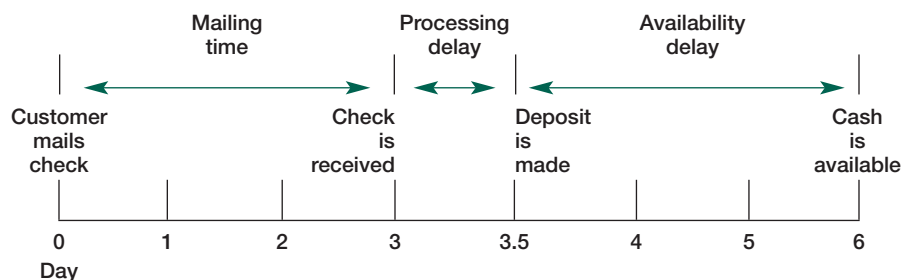 Mailing
time
Processing
delay
Availability
delay
Customer
mails
check
Check
is
received
Deposit
is
made
Cash
is
available
0 1 2 3 3.5 4 5 6
Day